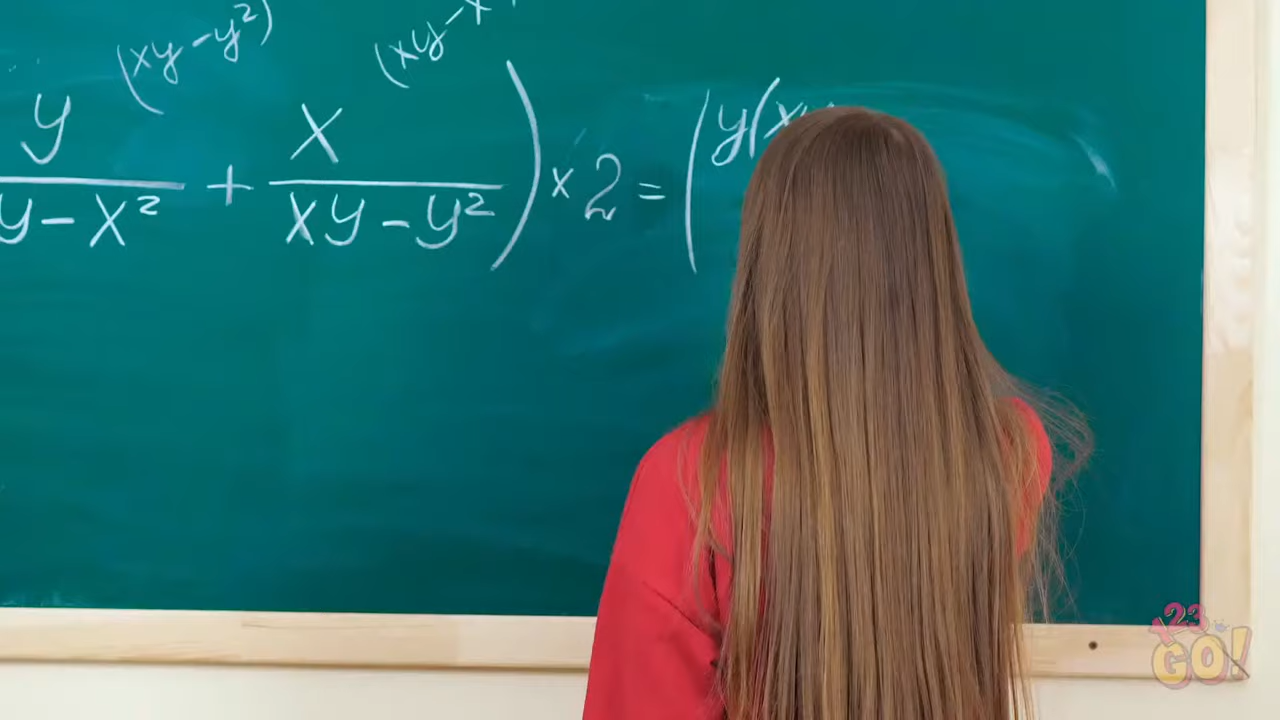 (xy-y²) (xy-x
y x ) × 2 = ( y(x
y-x² + xy-y²
123 GO!